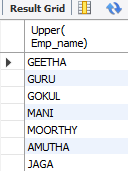 Result Grid
Upper(
Emp_name)
GEETHA
GURU
GOKUL
MANI
MOORTHY
AMUTHA
JAGA